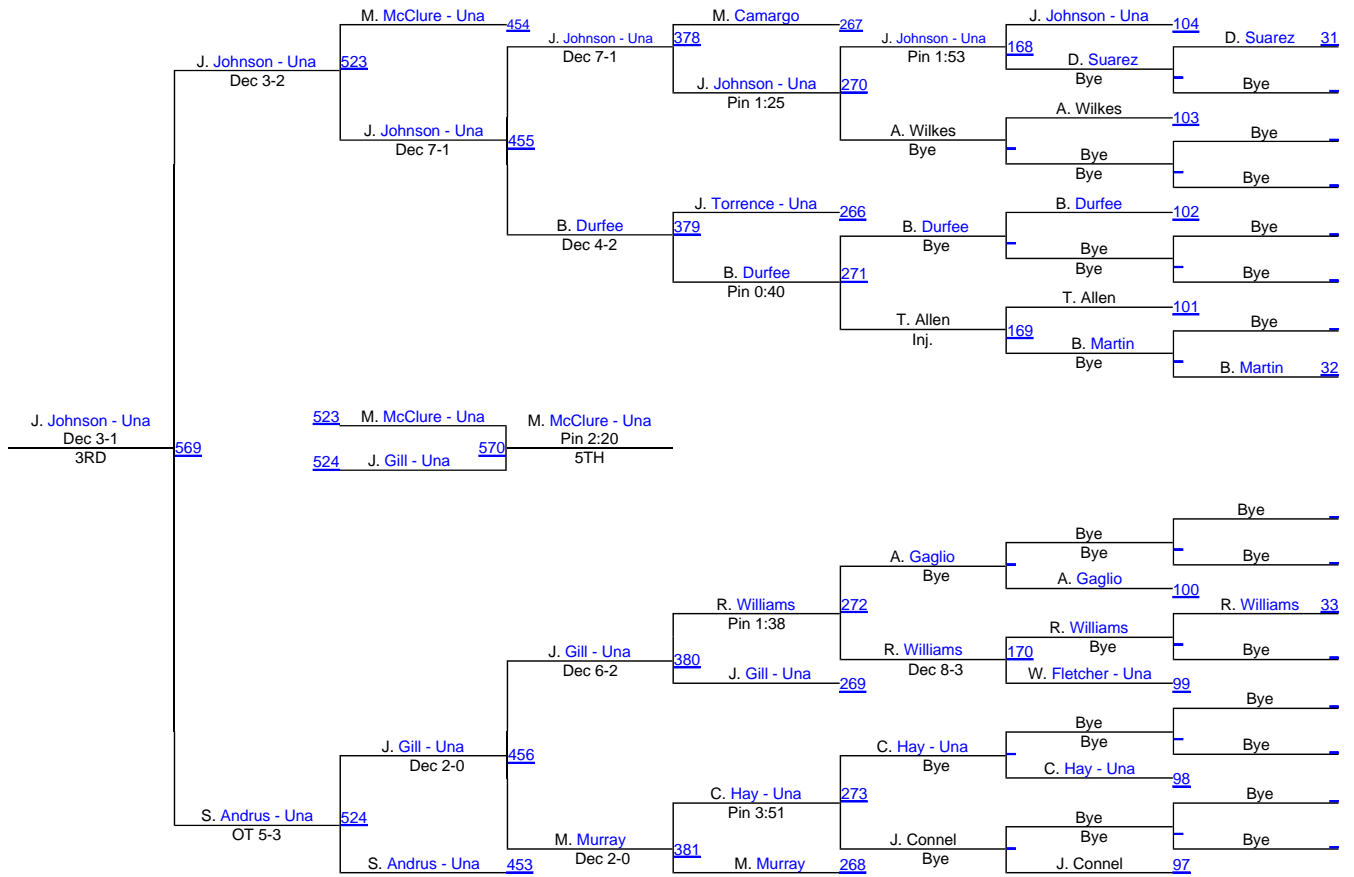 M. McClure - Una 454
M. Camargo 267
J. Johnson - Una 104
J. Johnson - Una 378
J. Johnson - Una
D. Suarez 31
Dec 7-1
Pin 1:53
168
J. Johnson - Una 523
D. Suarez
Dec 3-2
Bye
J. Johnson - Una 270
Bye
Pin 1:25
A. Wilkes 103
J. Johnson - Una 455
A. Wilkes
Bye
Dec 7-1
Bye
Bye
Bye
Bye
J. Torrence - Una 266
B. Durfee 102
B. Durfee 379
B. Durfee
Bye
Dec 4-2
Bye
Bye
Bye
B. Durfee 271
Bye
Pin 0:40
T. Allen 101
T. Allen 169
Bye
Inj.
B. Martin
Bye
B. Martin 32
J. Johnson - Una
523 M. McClure - Una
M. McClure - Una
Dec 3-1
Pin 2:20
569
570
3RD
5TH
524 J. Gill - Una
Bye
Bye
Bye
Bye
A. Gaglio
Bye
A. Gaglio 100
R. Williams 272
R. Williams 33
Pin 1:38
R. Williams
Bye
J. Gill - Una 380
R. Williams 170
Bye
Dec 6-2
Dec 8-3
J. Gill - Una 269
W. Fletcher - Una 99
Bye
Bye
Bye
J. Gill - Una 456
C. Hay - Una
Bye
Dec 2-0
Bye
C. Hay - Una 98
C. Hay - Una 273
Bye
Pin 3:51
S. Andrus - Una 524
Bye
OT 5-3
Bye
M. Murray 381
J. Connel
Bye
Dec 2-0
Bye
S. Andrus - Una 453
M. Murray 268
J. Connel 97